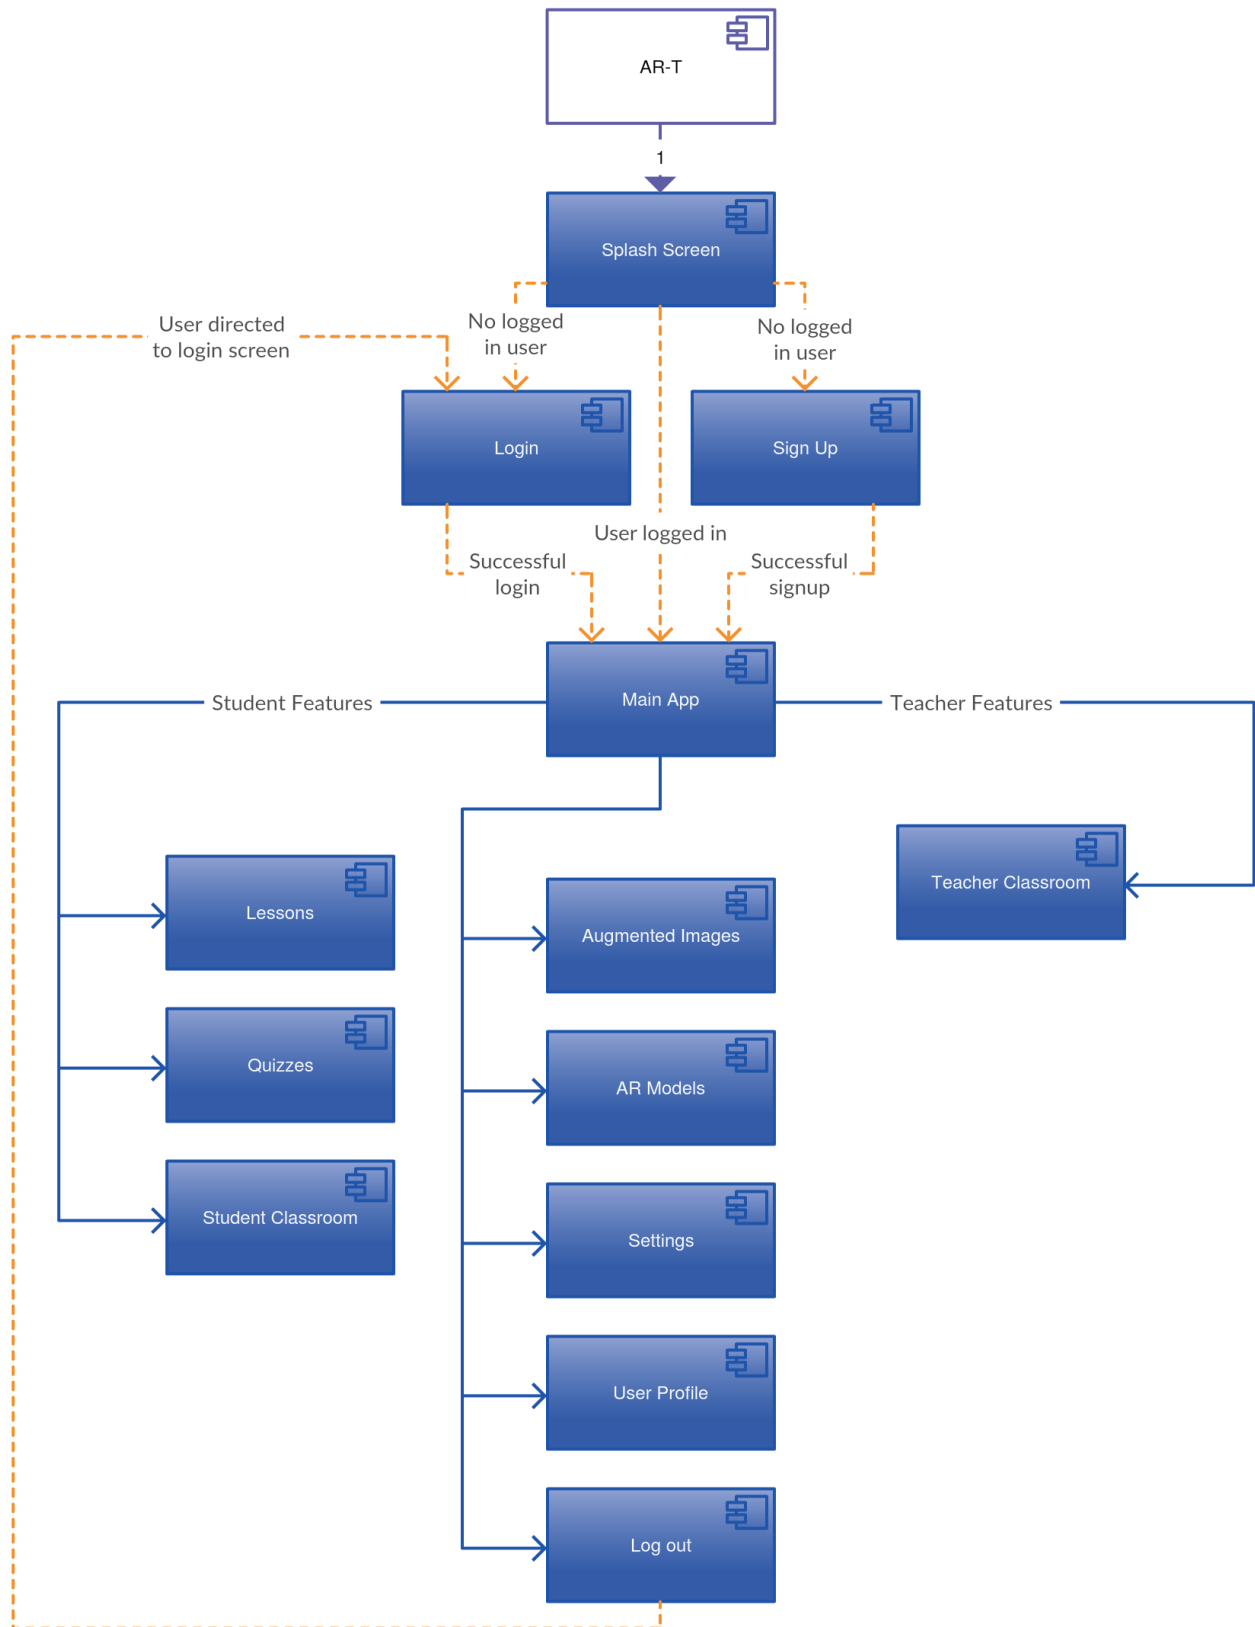 AR-T
1
Splash Screen
User directed
to login screen
No logged
in user
No logged
in user
Login
Sign Up
User logged in
Successful
login
Successful
signup
Main App
Student Features
Teacher Features
Teacher Classroom
Lessons
Augmented Images
Quizzes
AR Models
Student Classroom
Settings
User Profile
Log out